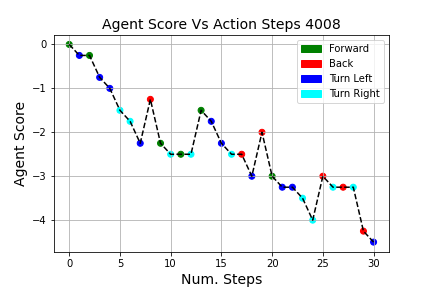 Agent Score Vs Action Steps 4008
Forward
Back
Turn Left
Turn Right
Agent Score
0
−1
−2
−3
−4
0 5 10 15 20 25 30
Num. Steps